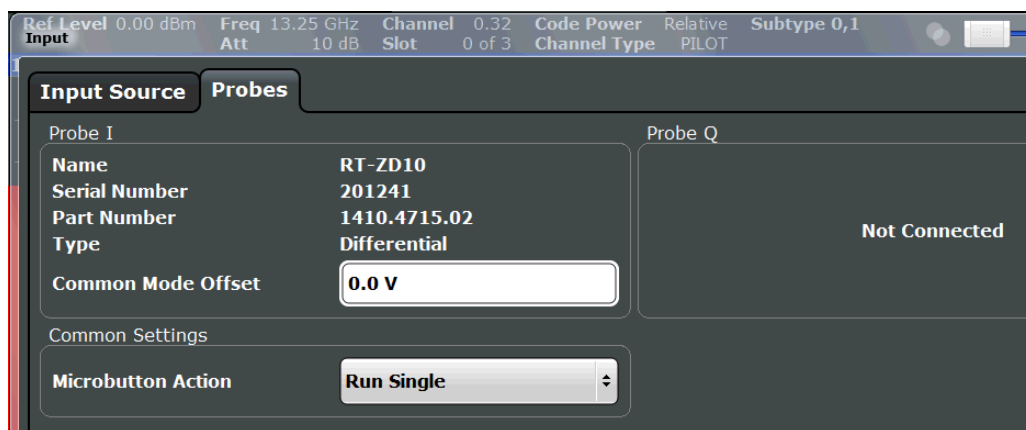 Ref Level 0.00 dBm Freq 13.25 GHz Channel 0.32 Code Power Relative Subtype 0,1
Input Att 10 dB Slot 0 of 3 Channel Type PILOT
Input Source Probes
Probe I Probe Q
Name RT-ZD10
Serial Number 201241
Part Number 1410.4715.02
Type Differential
Not Connected
Common Mode Offset 0.0 V
Common Settings
Microbutton Action Run Single